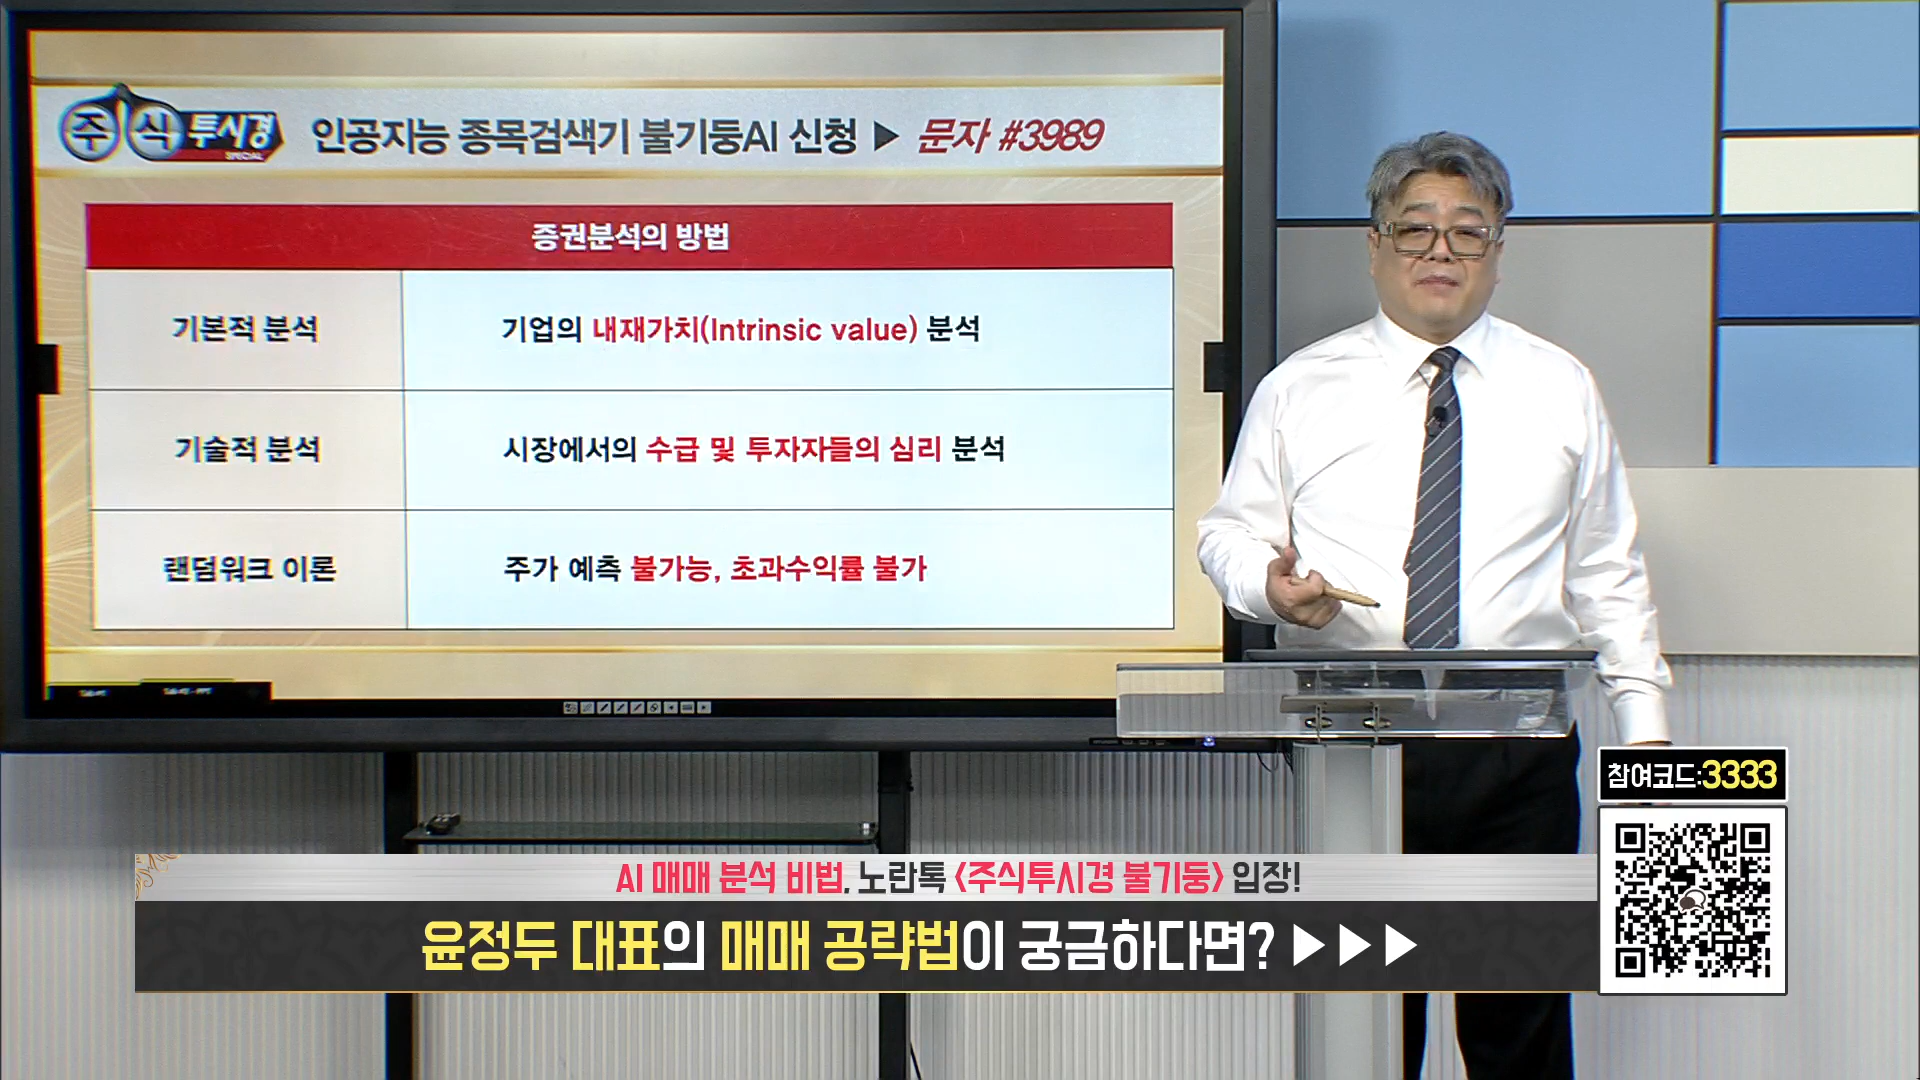 주식투시경
SPECIAL
인공지능 종목검색기 불기둥AI 신청 ▶ 문자 #3989
증권분석의 방법
기본적 분석
기업의 내재가치(Intrinsic value) 분석
기술적 분석
시장에서의 수급 및 투자자들의 심리 분석
랜덤워크 이론
주가 예측 불가능, 초과수익률 불가
참여코드:3333
AI 매매 분석 비법, 노란톡 <주식투시경 불기둥> 입장!
윤정두 대표의 매매 공략법이 궁금하다면? ▶▶▶